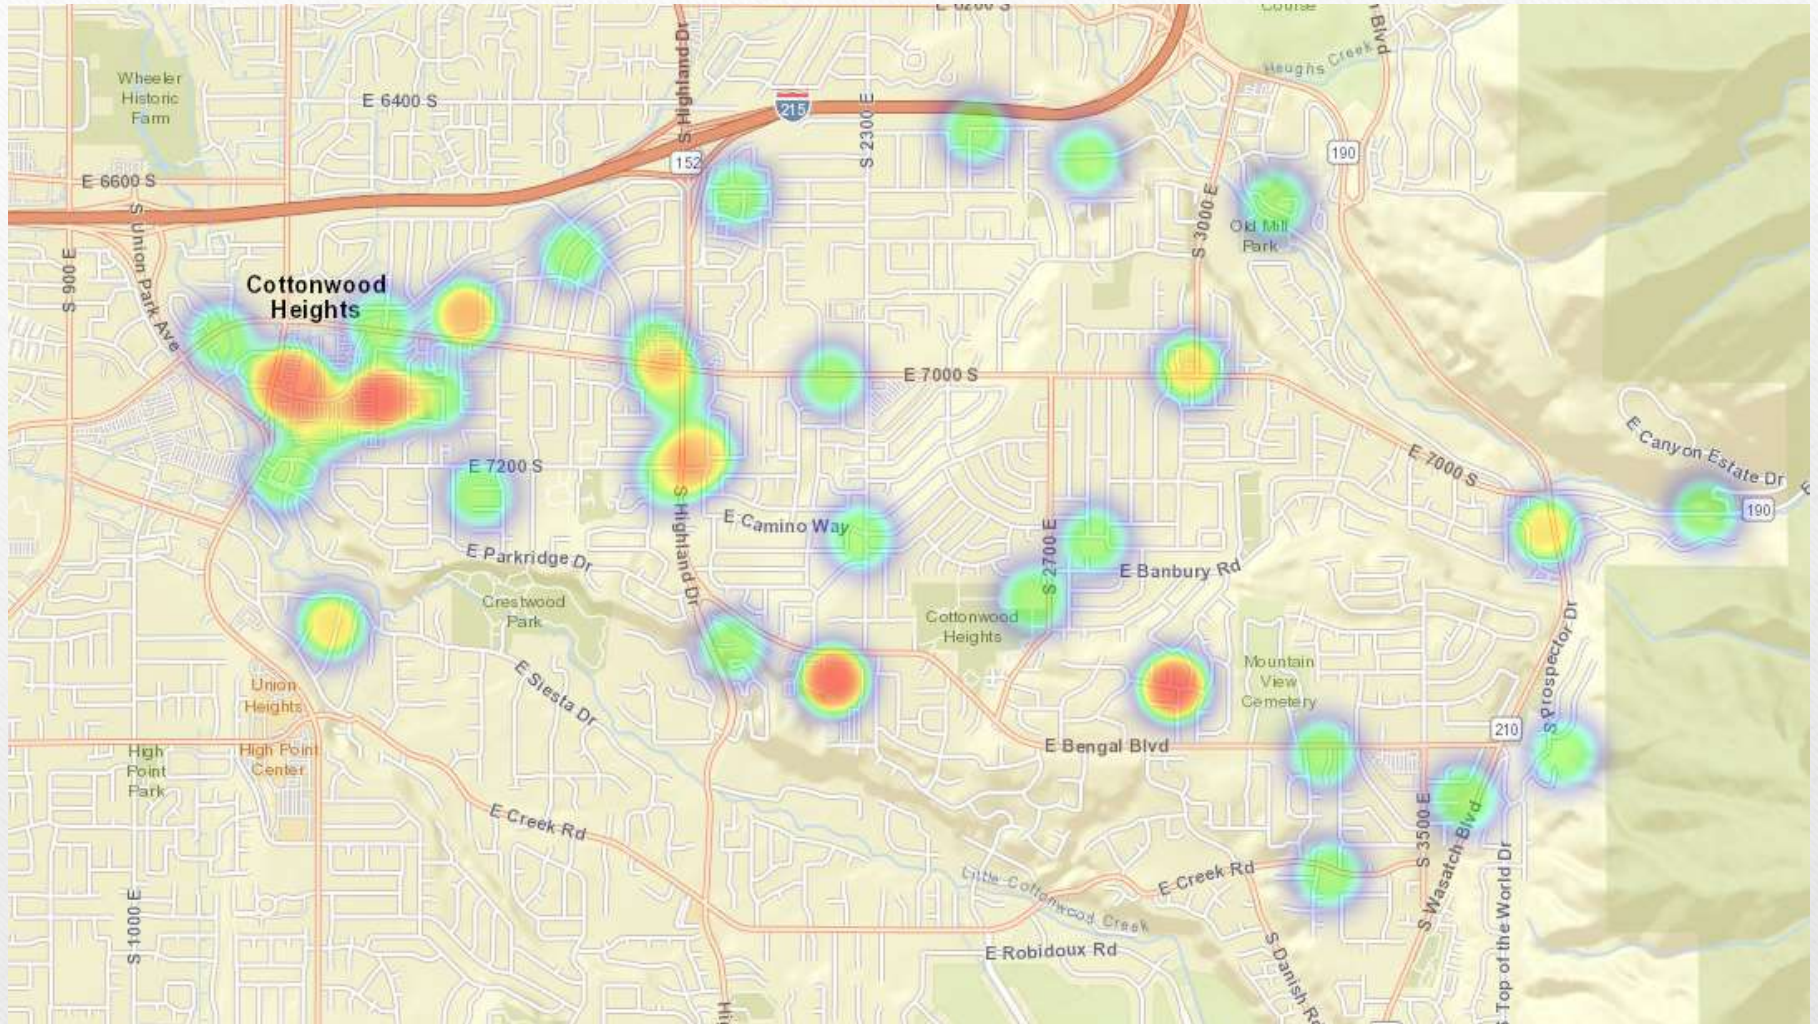 E 6200 S
Course
Blvd
Heughs Creek
Wheeler
Historic
Farm
E 6400 S
S Highland Dr
215
S 2300 E
152
190
E 6600 S
S Union Park Ave
S 900 E
S 3000 E
Old Mill
Park
Cottonwood
Heights
E 7000 S
E Canyon Estate Dr
E 7000 S
E 7200 S
190
E
S Highland Dr
E Camino Way
S 2700 E
E Parkridge Dr
E Banbury Rd
Crestwood
Park
Cottonwood
Heights
S Prospector Dr
Mountain
View
Cemetery
Union
Heights
E Siesta Dr
210
High
Point
Park
High Point
Center
E Bengal Blvd
E Creek Rd
S 3500 E
S Wasatch Blvd
S Top of the World Dr
E Creek Rd
Little Cottonwood Creek
S 1000 E
E Robidoux Rd
S Danish Rd
Hi